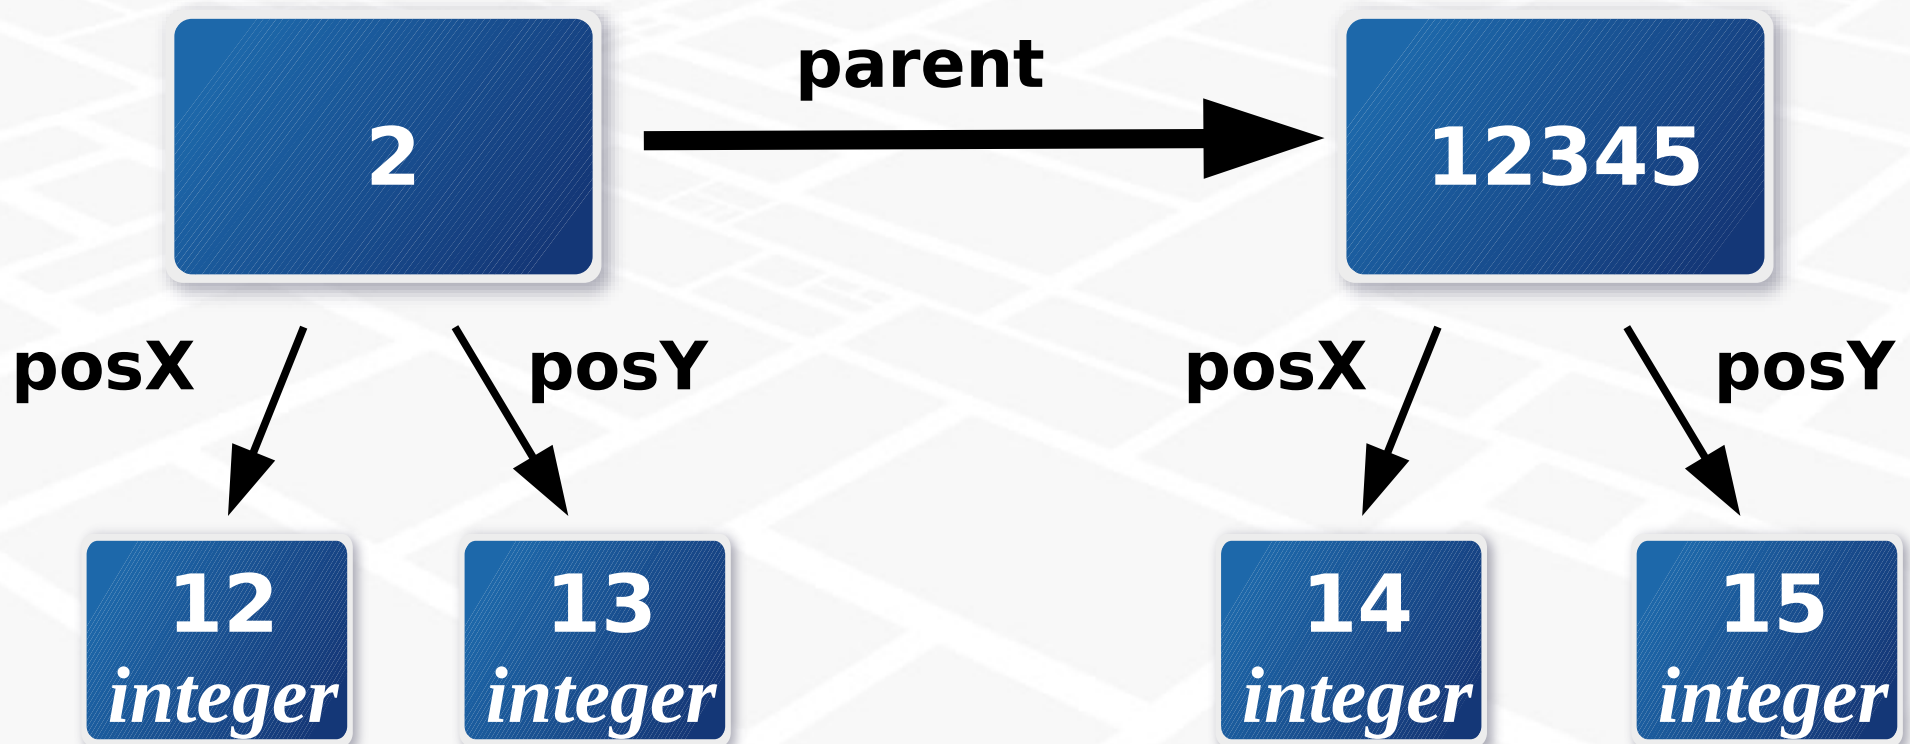 parent
2
12345
posX
posY
posX
posY
12
integer
13
integer
14
integer
15
integer